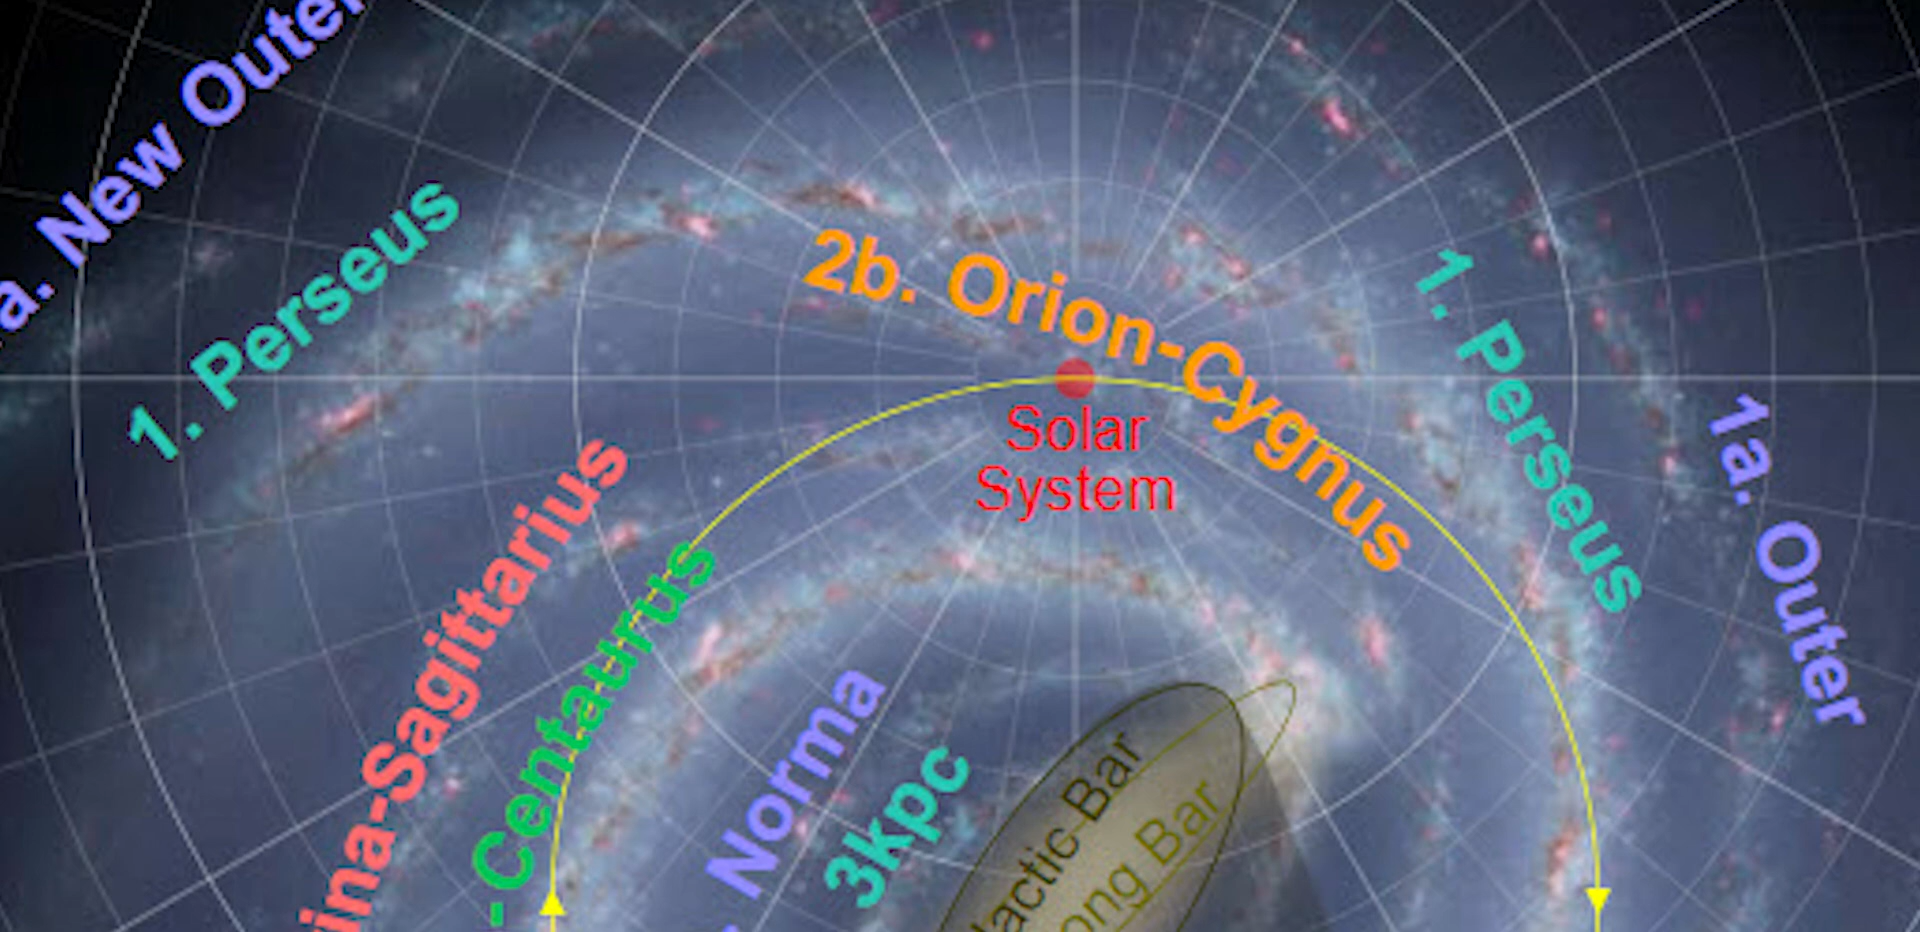 a. New Outer
1. Perseus
2b. Orion-Cygnus
1. Perseus
1a. Outer
Solar
System
ina-Sagittarius
- Centaurus
. Norma
3kpc
lactic Bar
ong Bar